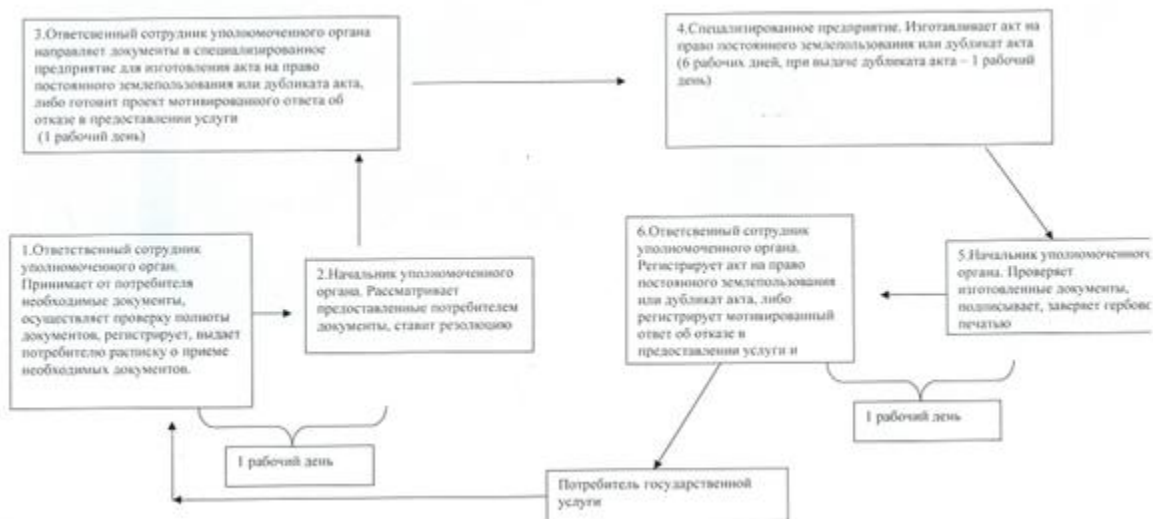 3.Ответсвенный сотрудник уполномоченного органа
направляет документы в специализированное
предприятие для изготовления акта на право
постоянного землепользования или дубликата акта,
либо готовит проект мотивированного ответа об
отказе в предоставлении услуги
(1 рабочий день)
4.Специализированное предприятие. Изготавливает акт на
право постоянного землепользования или дубликат акта
(6 рабочих дней, при выдаче дубликата акта – 1 рабочий
день)
1.Ответственный сотрудник
уполномоченного орган.
Принимает от потребителя
необходимые документы,
осуществляет проверку полноты
документов, регистрирует, выдает
потребителю расписку о приеме
необходимых документов.
2.Начальник уполномоченного
органа. Рассматривает
предоставленные потребителем
документы, ставит резолюцию
6.Ответсвенный сотрудник
уполномоченного органа.
Регистрирует акт на право
постоянного землепользования
или дубликат акта, либо
регистрирует мотивированный
ответ об отказе в
предоставлении услуги и
5.Начальник уполномоченног
органа. Проверяет
изготовленные документы,
подписывает, заверяет гербово
печатью
1 рабочий день
1 рабочий день
Потребитель государственной
услуги